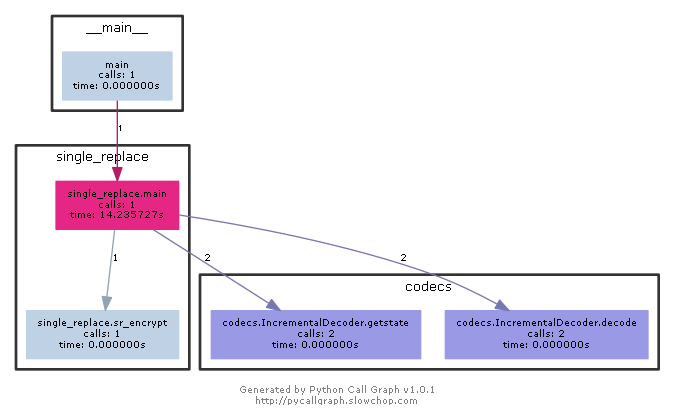 __main__
main
calls: 1
time: 0.000000s
1
single_replace
single_replace.main
calls: 1
time: 14.235727s
1
2
2
codecs
single_replace.sr_encrypt
calls: 1
time: 0.000000s
codecs.IncrementalDecoder.getstate
calls: 2
time: 0.000000s
codecs.IncrementalDecoder.decode
calls: 2
time: 0.000000s
Generated by Python Call Graph v1.0.1
http://pycallgraph.slowchop.com